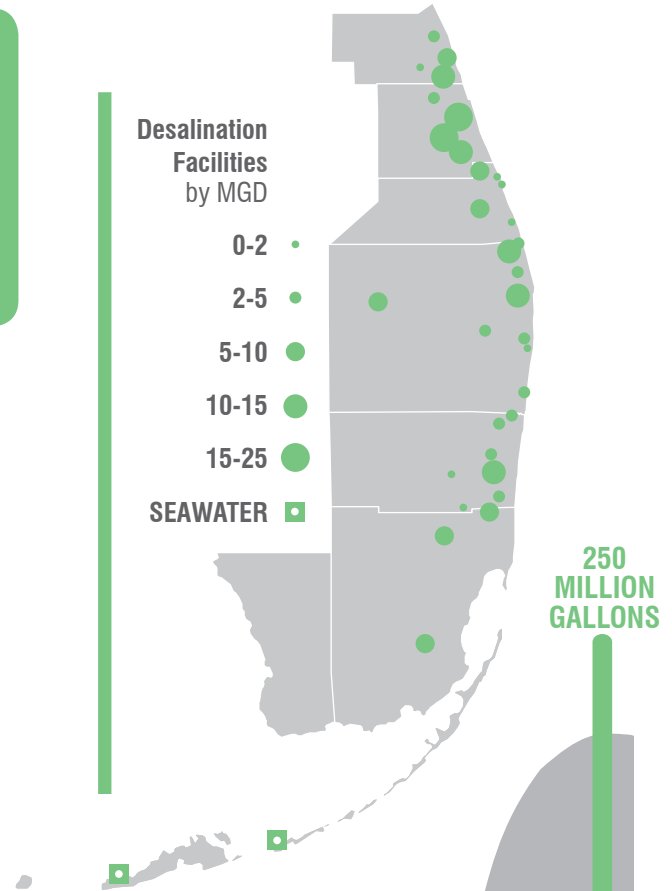 Desalination
Facilities
by MGD
0-2
2-5
5-10
10-15
15-25
SEAWATER
250
MILLION
GALLONS